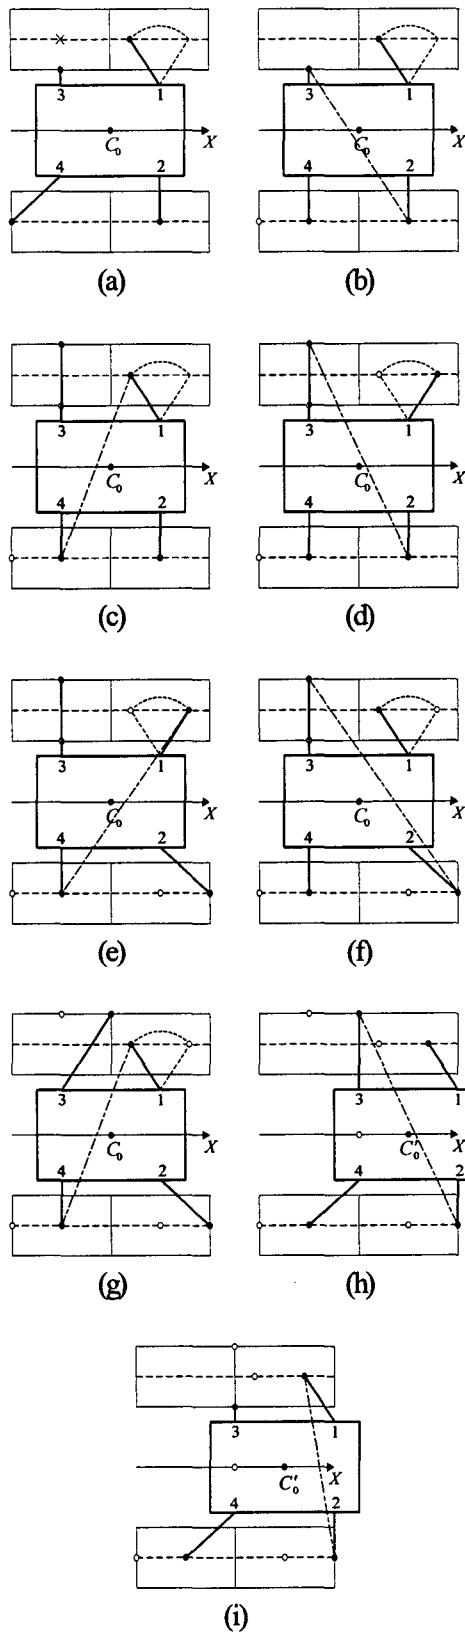 3 1 3 1
C₀ X C₀ X
4 2 4 2
(a) (b)
3 1 3 1
C₀ X C₀ X
4 2 4 2
(c) (d)
3 1 3 1
C₀ X C₀ X
4 2 4 2
(e) (f)
3 1 3 1
C₀ X C₀′ X
4 2 4 2
(g) (h)
3 1
C₀′ X
4 2
(i)